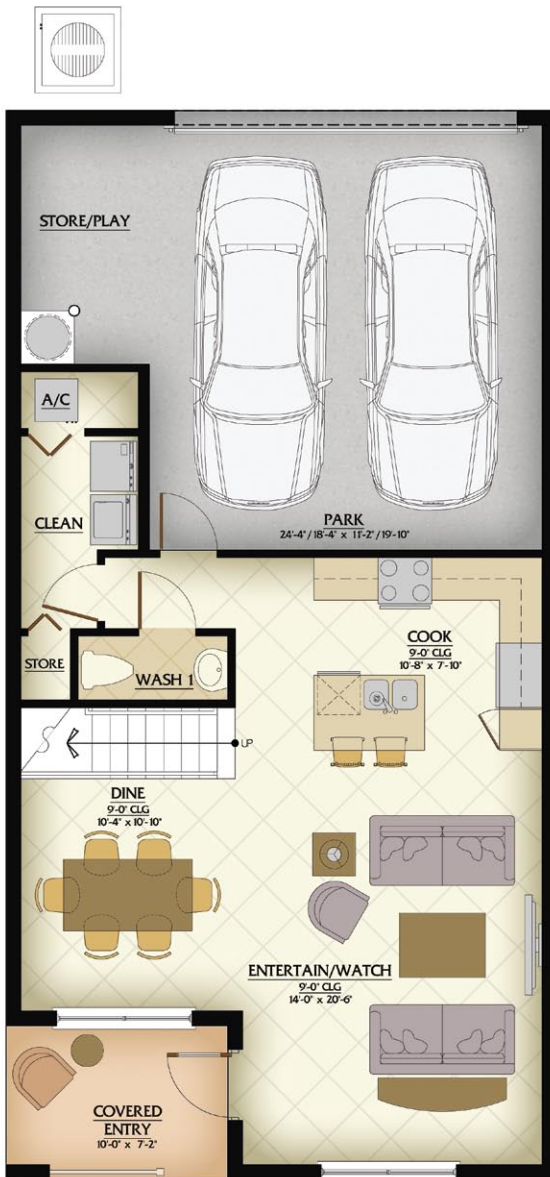 STORE/PLAY
A/C
CLEAN
PARK
24'-4"/18'-4" x 11'-2"/19'-10"
COOK
9'-0" CLG
10'-8" x 7'-10"
STORE
WASH 1
UP
DINE
9'-0" CLG
10'-4" x 10'-10"
ENTERTAIN/WATCH
9'-0" CLG
14'-0" x 20'-6"
COVERED
ENTRY
10'-0" x 7'-2"